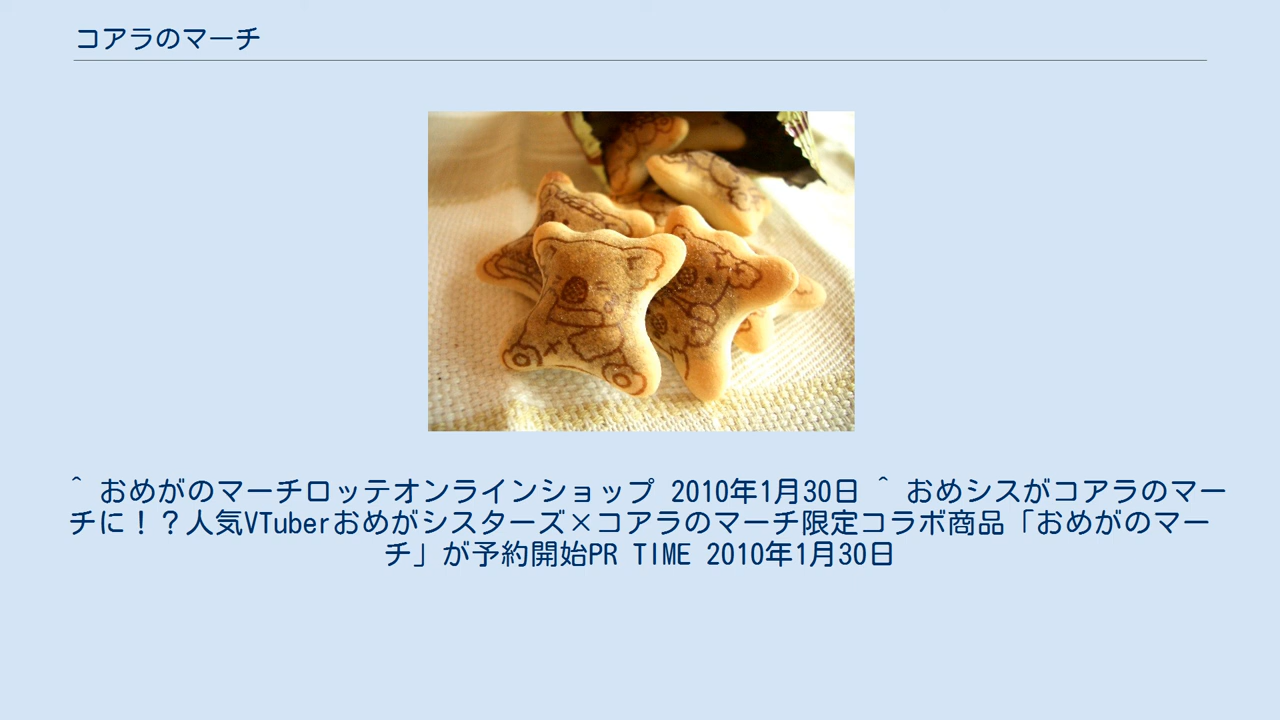 コアラのマーチ
^ おめがのマーチロッテオンラインショップ 2010年1月30日 ^ おめシスがコアラのマー
チに！？人気VTuberおめがシスターズ×コアラのマーチ限定コラボ商品「おめがのマー
チ」が予約開始PR TIME 2010年1月30日